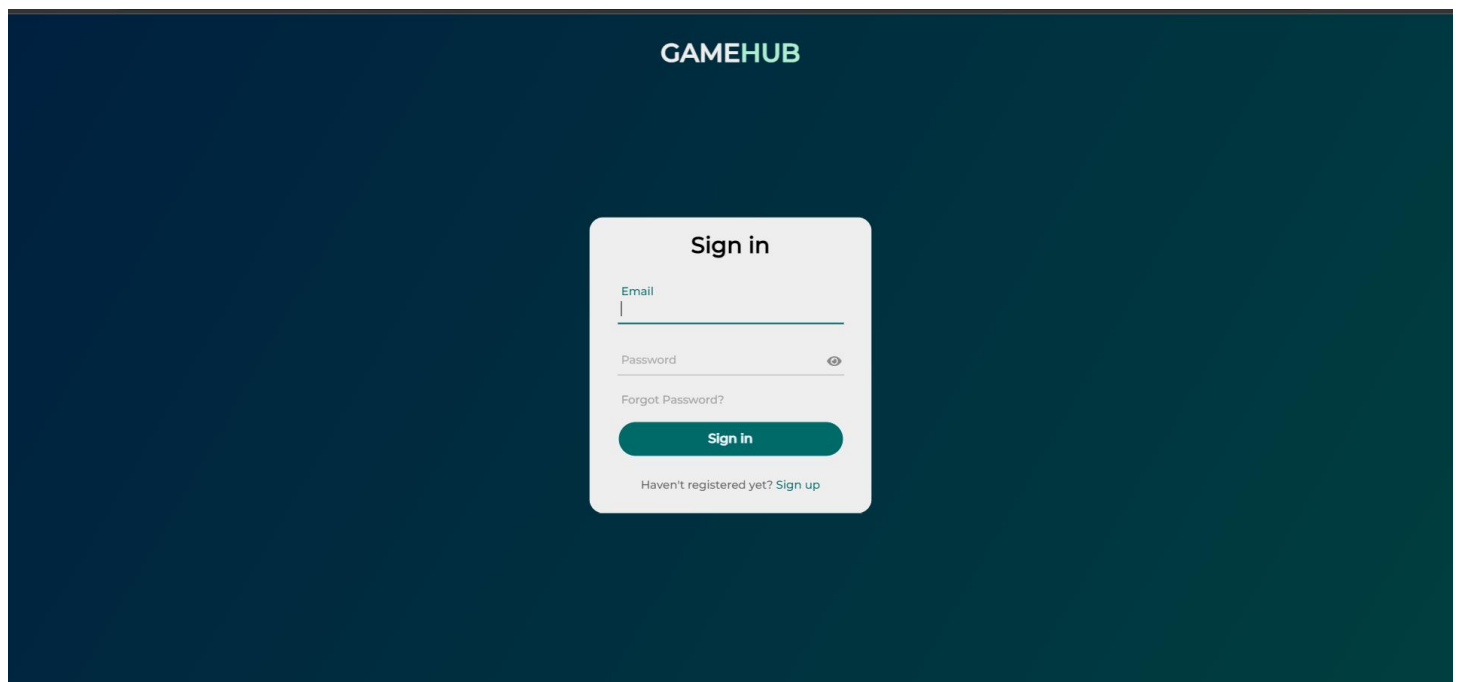 GAMEHUB
Sign in
Email
Password
Forgot Password?
Sign in
Haven't registered yet? Sign up